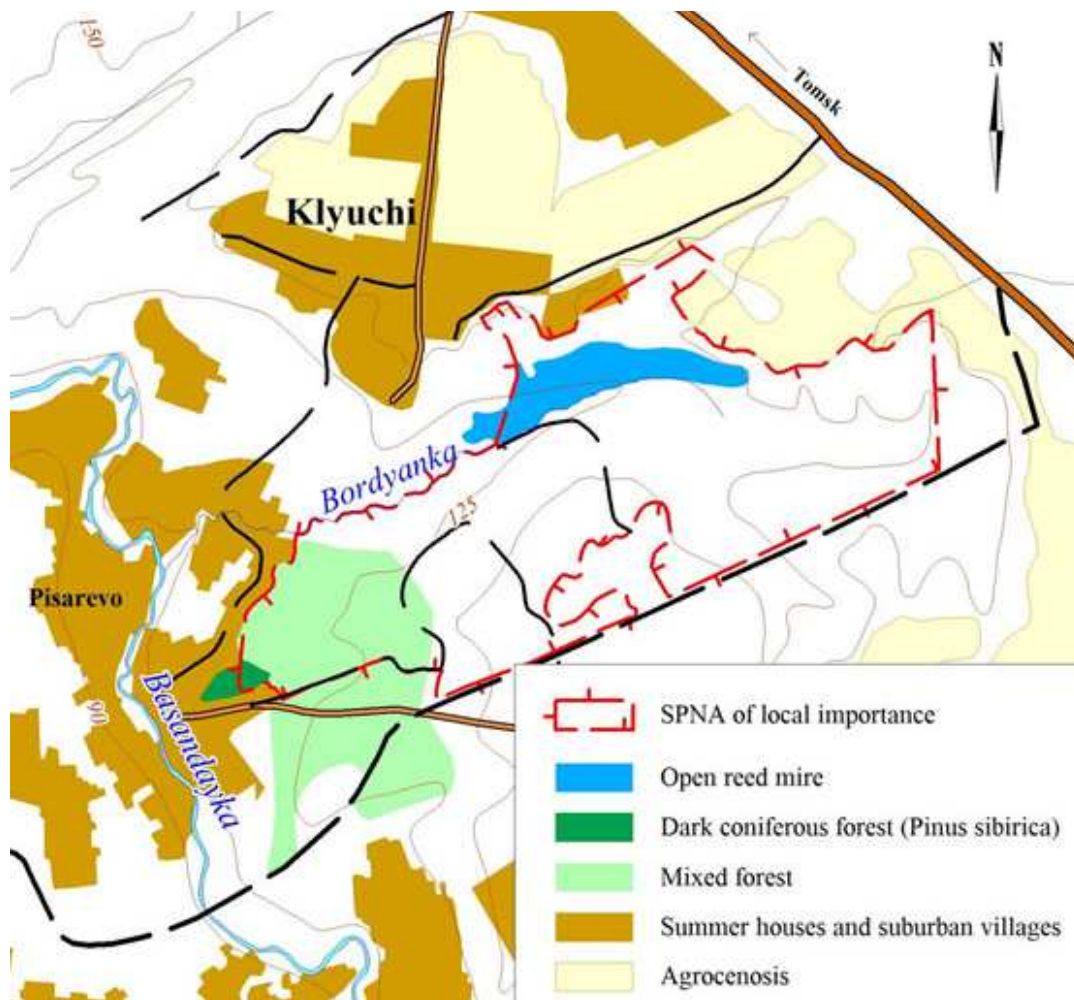 150
Tomsk
N
Klyuchi
Bordyanka
125
Pisarevo
Basandayka
90
SPNA of local importance
Open reed mire
Dark coniferous forest (Pinus sibirica)
Mixed forest
Summer houses and suburban villages
Agrocenosis